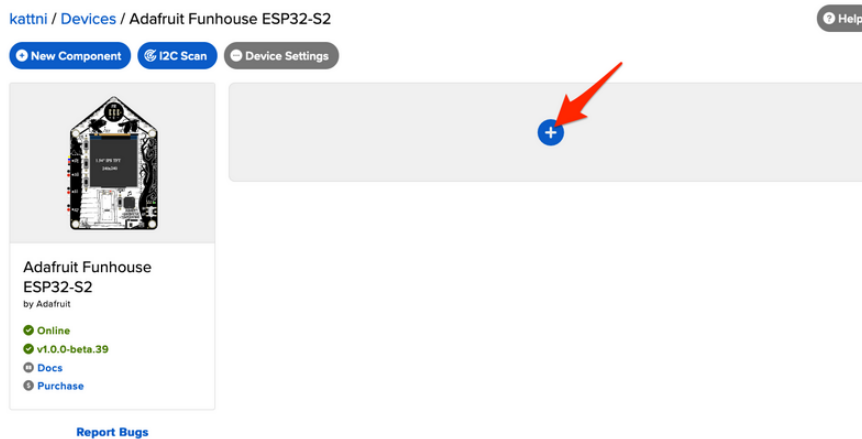 kattni / Devices / Adafruit Funhouse ESP32-S2
Help
New Component
I2C Scan
Device Settings
Adafruit Funhouse
ESP32-S2
by Adafruit
Online
v1.0.0-beta.39
Docs
Purchase
Report Bugs